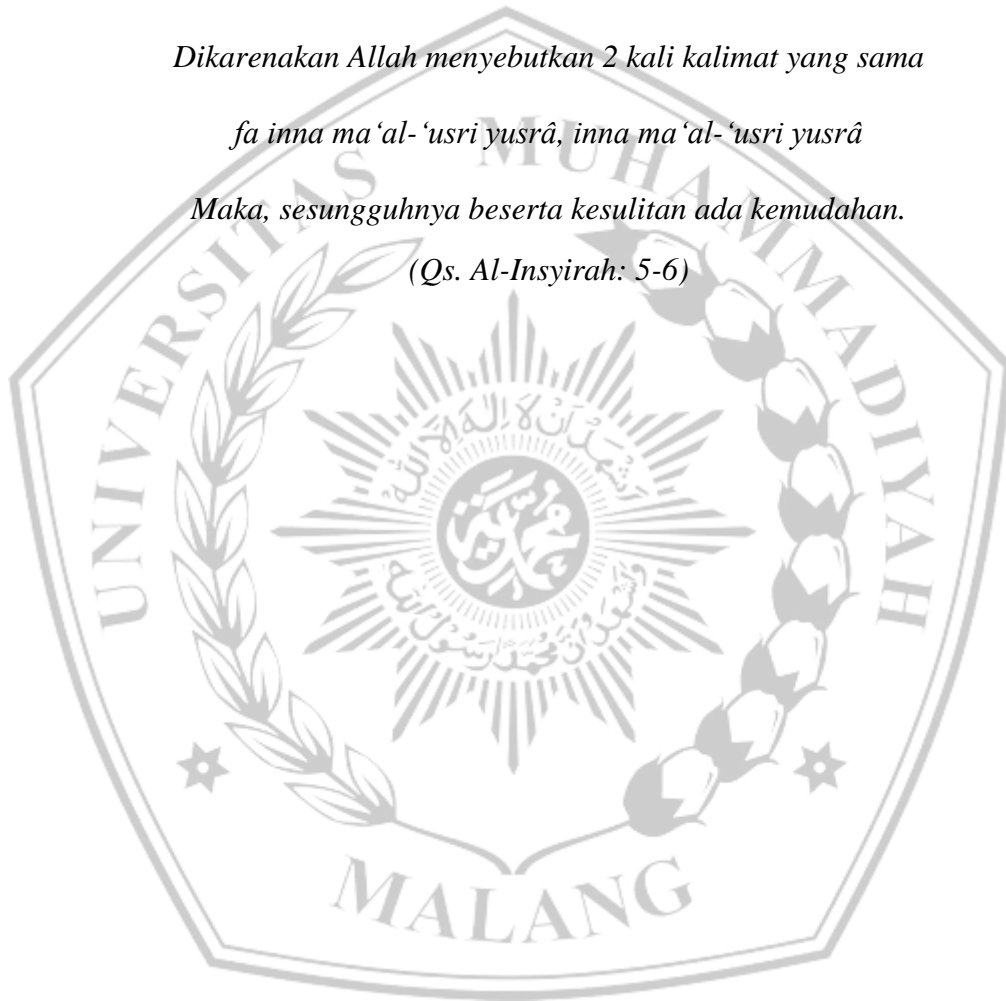 Dikarenakan Allah menyebutkan 2 kali kalimat yang sama
fa inna ma‘al-‘usri yusrâ, inna ma‘al-‘usri yusrâ
Maka, sesungguhnya beserta kesulitan ada kemudahan.
(Qs. Al-Insyirah: 5-6)
UNIVERSITAS MUHAMMADIYAH
MALANG